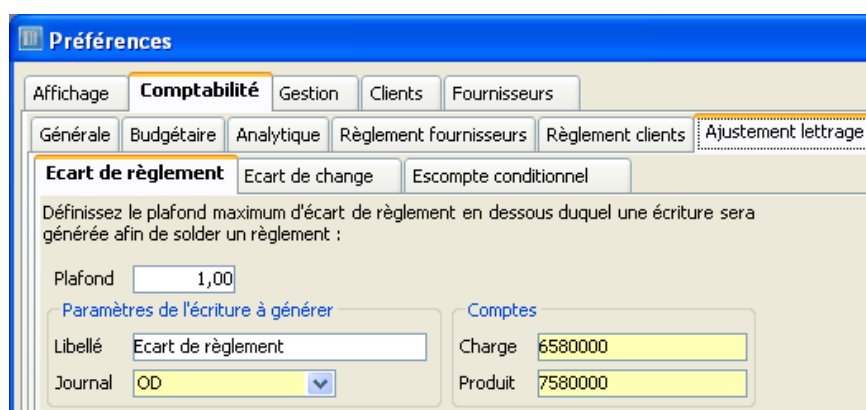 Préférences
Affichage Comptabilité Gestion Clients Fournisseurs
Générale Budgétaire Analytique Règlement fournisseurs Règlement clients Ajustement lettrage
Ecart de règlement Ecart de change Escompte conditionnel
Définissez le plafond maximum d'écart de règlement en dessous duquel une écriture sera
générée afin de solder un règlement :
Plafond 1,00
Paramètres de l'écriture à générer Comptes
Libellé Ecart de règlement Charge 6580000
Journal OD Produit 7580000